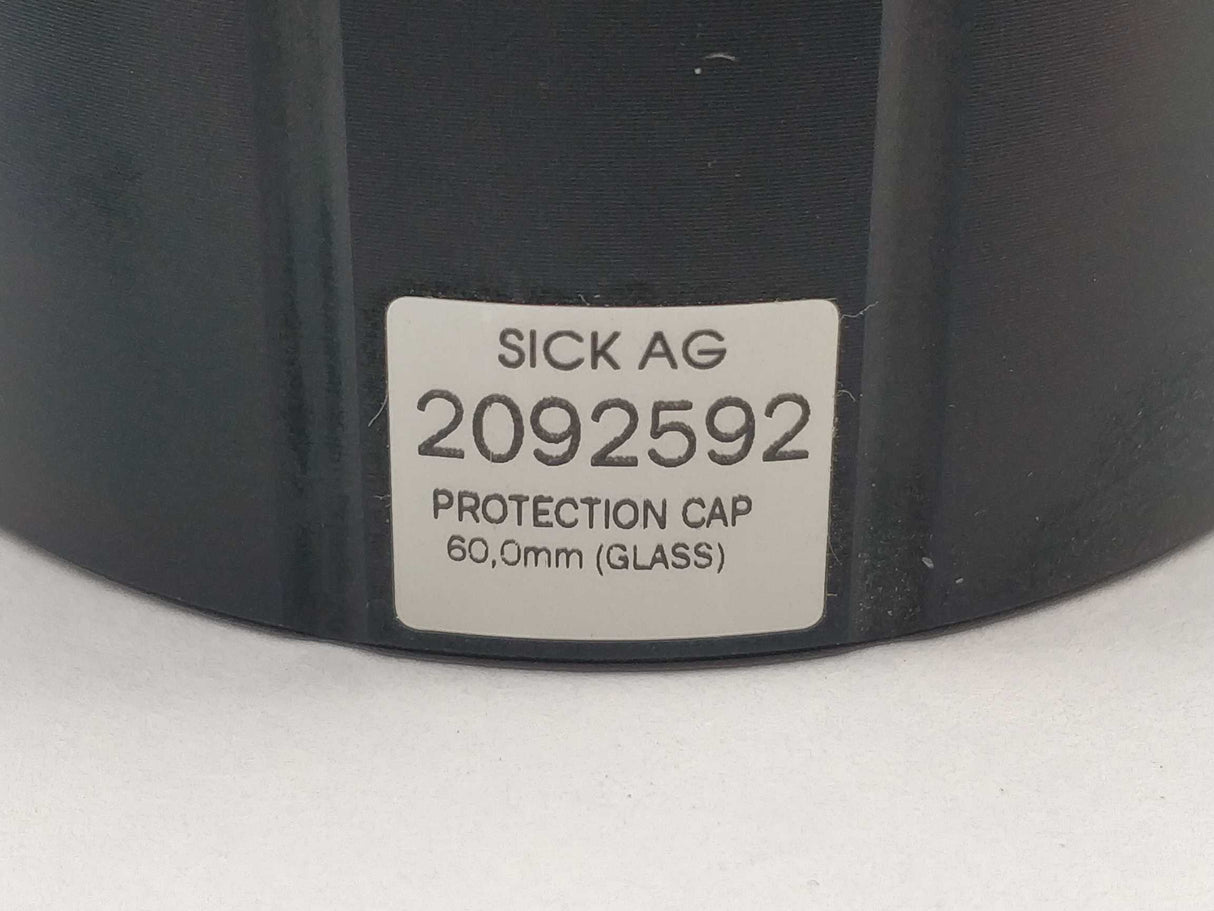 SICK AG
2092592
PROTECTION CAP
60,0mm (GLASS)